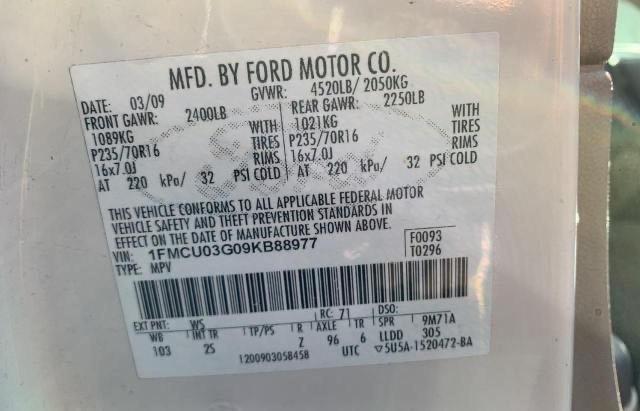 MFD. BY FORD MOTOR CO.
DATE: 03/09 GVWR: 4520LB/ 2050KG
FRONT GAWR: 2400LB REAR GAWR: 2250LB
1089KG WITH 1021KG WITH
P235/70R16 TIRES P235/70R16 TIRES
16x7.0J RIMS 16x7.0J RIMS
AT 220 kPa/ 32 PSI COLD AT 220 kPa/ 32 PSI COLD
THIS VEHICLE CONFORMS TO ALL APPLICABLE FEDERAL MOTOR
VEHICLE SAFETY AND THEFT PREVENTION STANDARDS IN
EFFECT ON THE DATE OF MANUFACTURE SHOWN ABOVE.
VIN: 1FMCU03G09KB88977 F0093
TYPE: MPV T0296
EXT PNT: WS RC: 71 DSO:
WB INT TR TP/PS R AXLE TR SPR 9M71A
103 2S Z 96 6 LLDD 305
1200903058458 UTC ▽5U5A-1520472-BA